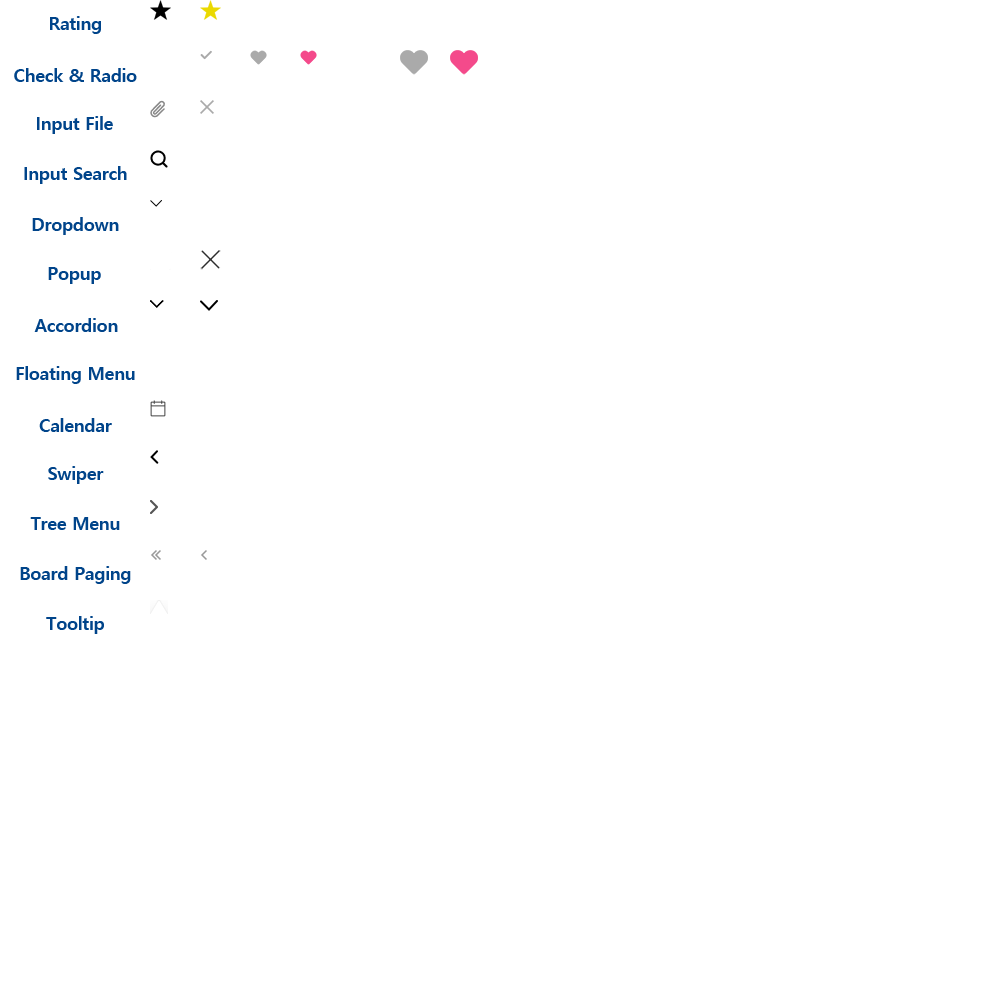 Rating
Check & Radio
Input File
Input Search
Dropdown
Popup
Accordion
Floating Menu
Calendar
Swiper
Tree Menu
Board Paging
Tooltip